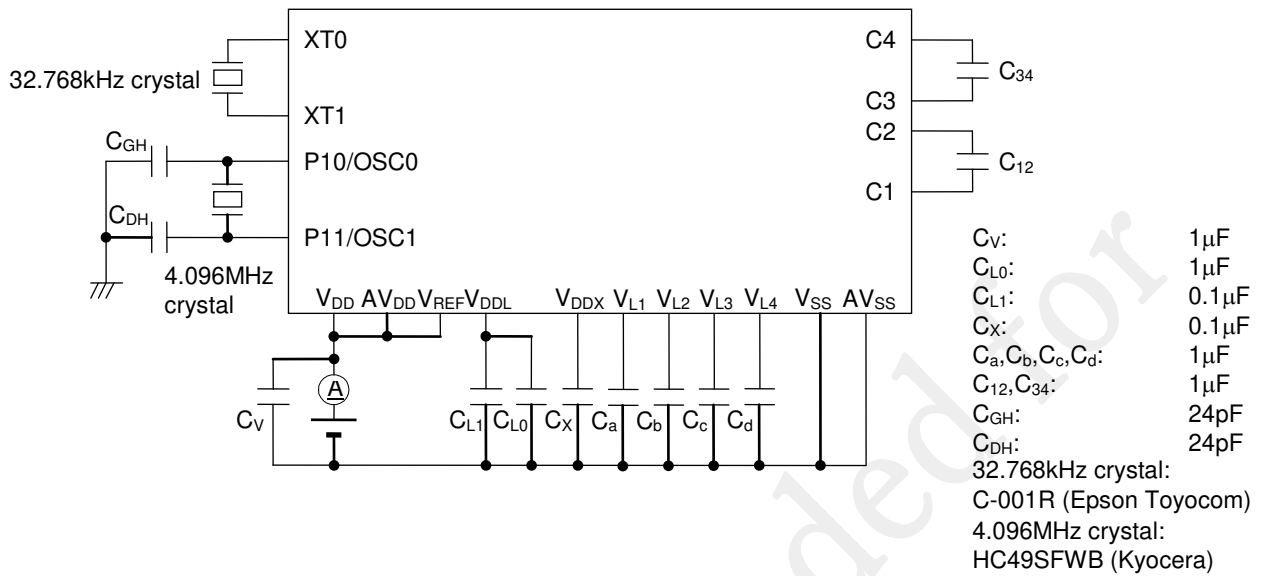 XT0
C4
32.768kHz crystal
C34
XT1
C3
C2
CGH
P10/OSC0
C12
C1
CDH
P11/OSC1
4.096MHz
crystal
VDD AVDD VREF VDDL VDDX VL1 VL2 VL3 VL4 VSS AVSS
A
CV
CL1 CL0 CX Ca Cb Cc Cd
CV: 1μF
CL0: 1μF
CL1: 0.1μF
CX: 0.1μF
Ca,Cb,Cc,Cd: 1μF
C12,C34: 1μF
CGH: 24pF
CDH: 24pF
32.768kHz crystal:
C-001R (Epson Toyocom)
4.096MHz crystal:
HC49SFWB (Kyocera)
ded for